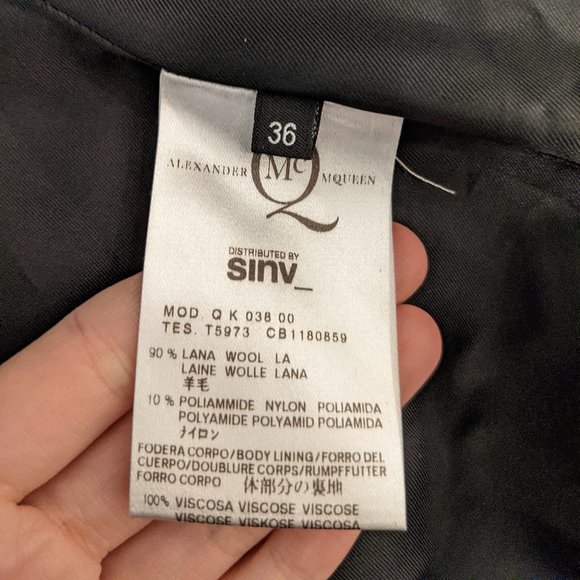 36
ALEXANDER McQ MCQUEEN
DISTRIBUTED BY
sinv_
MOD. Q K 038 00
TES. T5973 CB1180859
90 % LANA WOOL LA
LAINE WOLLE LANA
羊毛
10 % POLIAMMIDE NYLON POLIAMIDA
POLYAMIDE POLYAMID POLIAMIDA
ナイロン
FODERA CORPO/BODY LINING/FORRO DEL
CUERPO/DOUBLURE CORPS/RUMPFFUTTER
FORRO CORPO 体部分の裏地
100% VISCOSA VISCOSE VISCOSE
VISCOSE VISKOSE VISCOSA